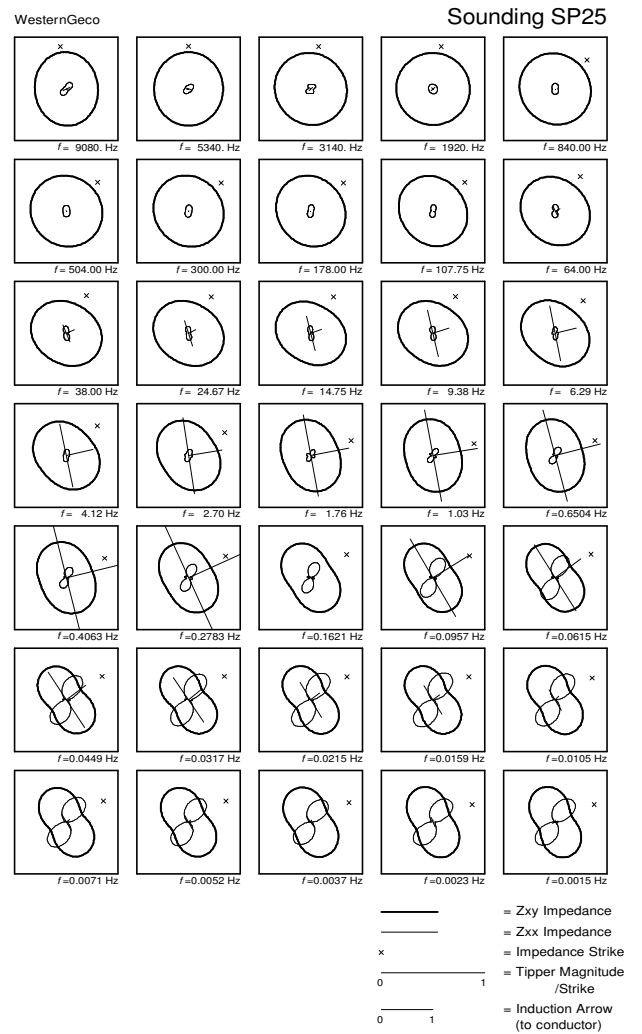 WesternGeco
Sounding SP25
f = 9080. Hz
f = 5340. Hz
f = 3140. Hz
f = 1920. Hz
f = 840.00 Hz
f = 504.00 Hz
f = 300.00 Hz
f = 178.00 Hz
f = 107.75 Hz
f = 64.00 Hz
f = 38.00 Hz
f = 24.67 Hz
f = 14.75 Hz
f = 9.38 Hz
f = 6.29 Hz
f = 4.12 Hz
f = 2.70 Hz
f = 1.76 Hz
f = 1.03 Hz
f =0.6504 Hz
f =0.4063 Hz
f =0.2783 Hz
f =0.1621 Hz
f =0.0957 Hz
f =0.0615 Hz
f =0.0449 Hz
f =0.0317 Hz
f =0.0215 Hz
f =0.0159 Hz
f =0.0105 Hz
f =0.0071 Hz
f =0.0052 Hz
f =0.0037 Hz
f =0.0023 Hz
f =0.0015 Hz
= Zxy Impedance
= Zxx Impedance
= Impedance Strike
0 1 = Tipper Magnitude
/Strike
0 1 = Induction Arrow
(to conductor)